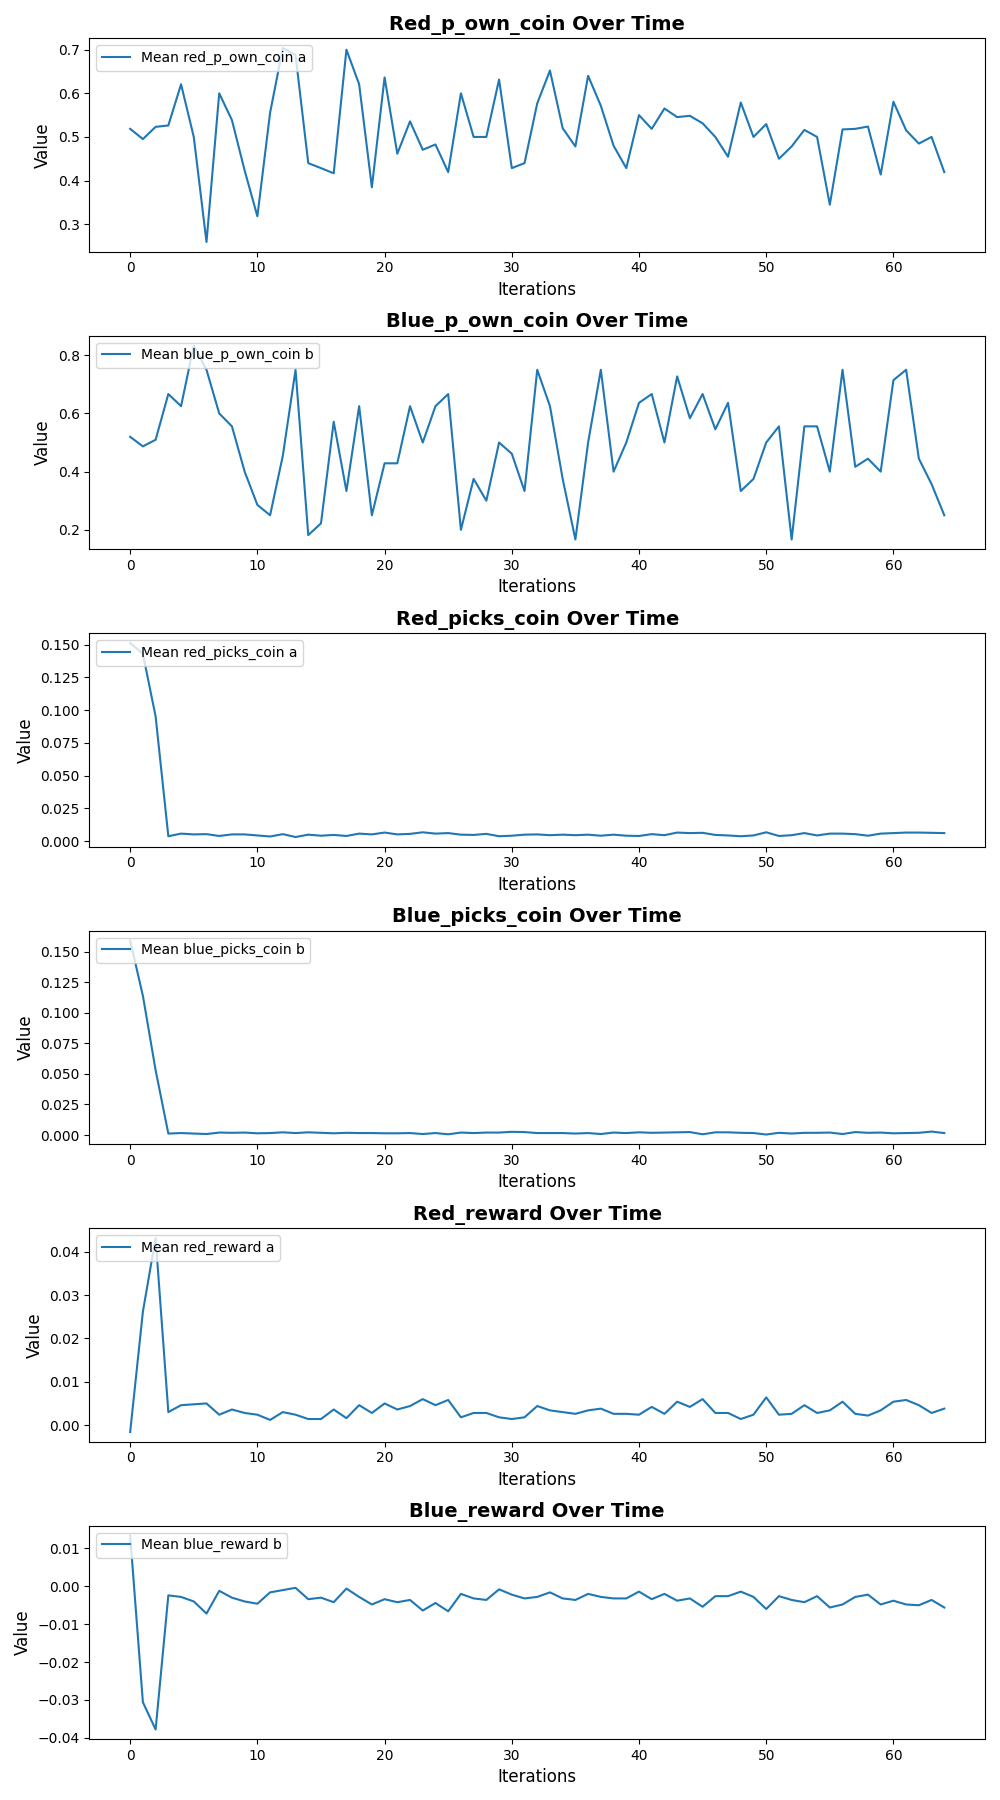 Red_p_own_coin Over Time
Mean red_p_own_coin a
Value
0.7
0.6
0.5
0.4
0.3
0 10 20 30 40 50 60
Iterations
Blue_p_own_coin Over Time
Mean blue_p_own_coin b
Value
0.8
0.6
0.4
0.2
0 10 20 30 40 50 60
Iterations
Red_picks_coin Over Time
Mean red_picks_coin a
Value
0.150
0.125
0.100
0.075
0.050
0.025
0.000
0 10 20 30 40 50 60
Iterations
Blue_picks_coin Over Time
Mean blue_picks_coin b
Value
0.150
0.125
0.100
0.075
0.050
0.025
0.000
0 10 20 30 40 50 60
Iterations
Red_reward Over Time
Mean red_reward a
Value
0.04
0.03
0.02
0.01
0.00
0 10 20 30 40 50 60
Iterations
Blue_reward Over Time
Mean blue_reward b
Value
0.01
0.00
−0.01
−0.02
−0.03
−0.04
0 10 20 30 40 50 60
Iterations